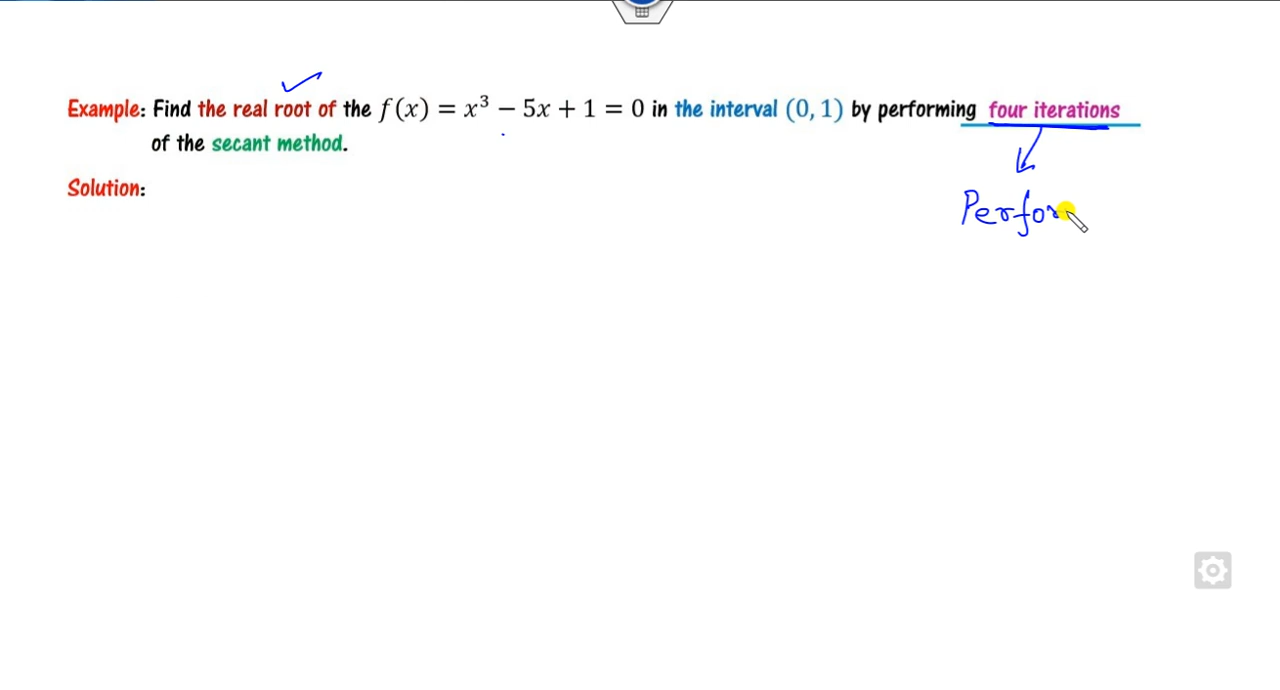 Example: Find the real root of the f(x) = x³ − 5x + 1 = 0 in the interval (0, 1) by performing four iterations
of the secant method.
Solution:
Perfor